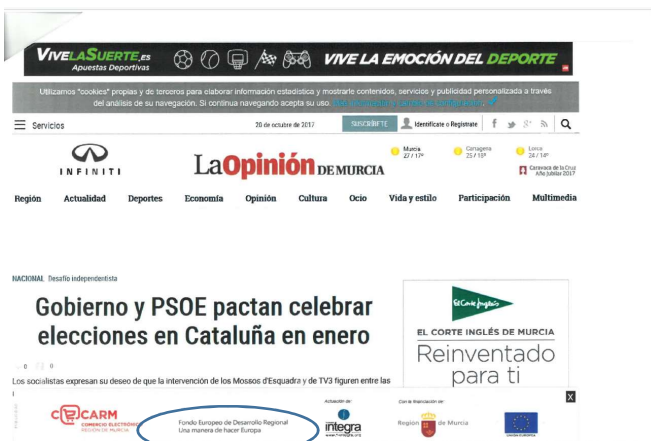 VIVELASUERTE.ES
Apuestas Deportivas
VIVE LA EMOCIÓN DEL DEPORTE
Utilizamos "cookies" propias y de terceros para elaborar información estadística y mostrarle contenidos, servicios y publicidad personalizada a través
del análisis de su navegación. Si continua navegando acepta su uso.
Servicios
20 de octubre de 2017
SUSCRÍBETE
Identifícate o Regístrate
INFINITI
LaOpinión DE MURCIA
Murcia
27 / 17º
Cartagena
25 / 18º
Lorca
24 / 14º
Caravaca de la Cruz
Año Jubilar 2017
Región Actualidad Deportes Economía Opinión Cultura Ocio Vida y estilo Participación Multimedia
NACIONAL Desafío independentista
Gobierno y PSOE pactan celebrar
elecciones en Cataluña en enero
0 0
Los socialistas expresan su deseo de que la intervención de los Mossos d'Esquadra y de TV3 figuren entre las
El Corte Inglés
EL CORTE INGLÉS DE MURCIA
Reinventado
para ti
X
CECARM
COMERCIO ELECTRÓNICO
REGIÓN DE MURCIA
Fondo Europeo de Desarrollo Regional
Una manera de hacer Europa
Actuación de:
integra
Con la financiación de:
Región de Murcia
UNIÓN EUROPEA